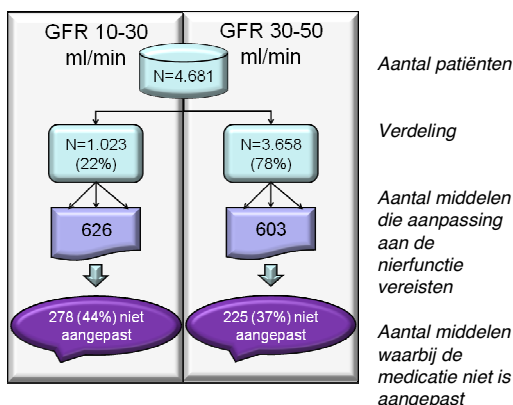 GFR 10-30
ml/min
GFR 30-50
ml/min
N=4.681
Aantal patiënten
N=1.023
(22%)
N=3.658
(78%)
Verdeling
626
603
Aantal middelen
die aanpassing
aan de
nierfunctie
vereisten
278 (44%) niet
aangepast
225 (37%) niet
aangepast
Aantal middelen
waarbij de
medicatie niet is
aangepast